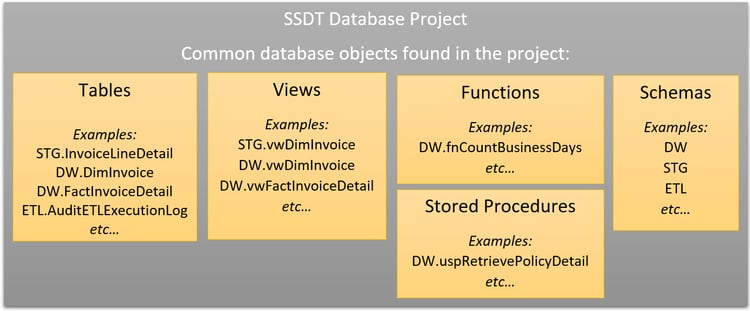 SSDT Database Project
Common database objects found in the project:
Tables
Examples:
STG.InvoiceLineDetail
DW.DimInvoice
DW.FactInvoiceDetail
ETL.AuditETLExecutionLog
etc...
Views
Examples:
STG.vwDimInvoice
DW.vwDimInvoice
DW.vwFactInvoiceDetail
etc...
Functions
Examples:
DW.fnCountBusinessDays
etc...
Stored Procedures
Examples:
DW.uspRetrievePolicyDetail
etc...
Schemas
Examples:
DW
STG
ETL
etc...